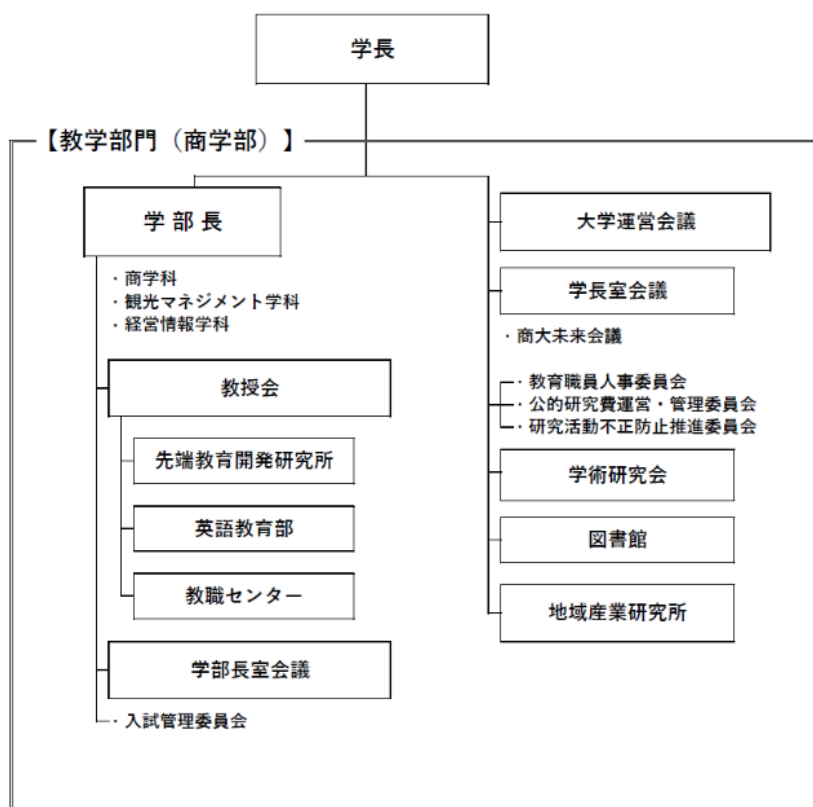 学長
【教学部門（商学部）】
学 部 長
・商学科
・観光マネジメント学科
・経営情報学科
教授会
先端教育開発研究所
英語教育部
教職センター
学部長室会議
・入試管理委員会
大学運営会議
学長室会議
・商大未来会議
・教育職員人事委員会
・公的研究費運営・管理委員会
・研究活動不正防止推進委員会
学術研究会
図書館
地域産業研究所